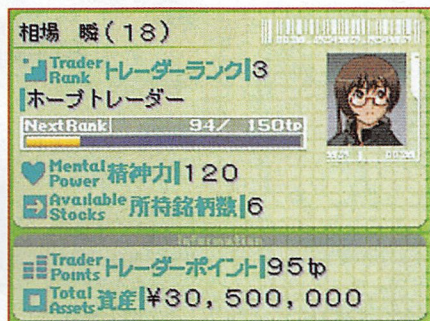 相場 瞬(18)
Trader Rank トレーダーランク 3
ホープトレーダー
NextRank 94/ 150tp
Mental Power 精神力 120
Available Stocks 所持銘柄数 6
Information
Trader Points トレーダーポイント 95tp
Total Assets 資産 ¥30,500,000